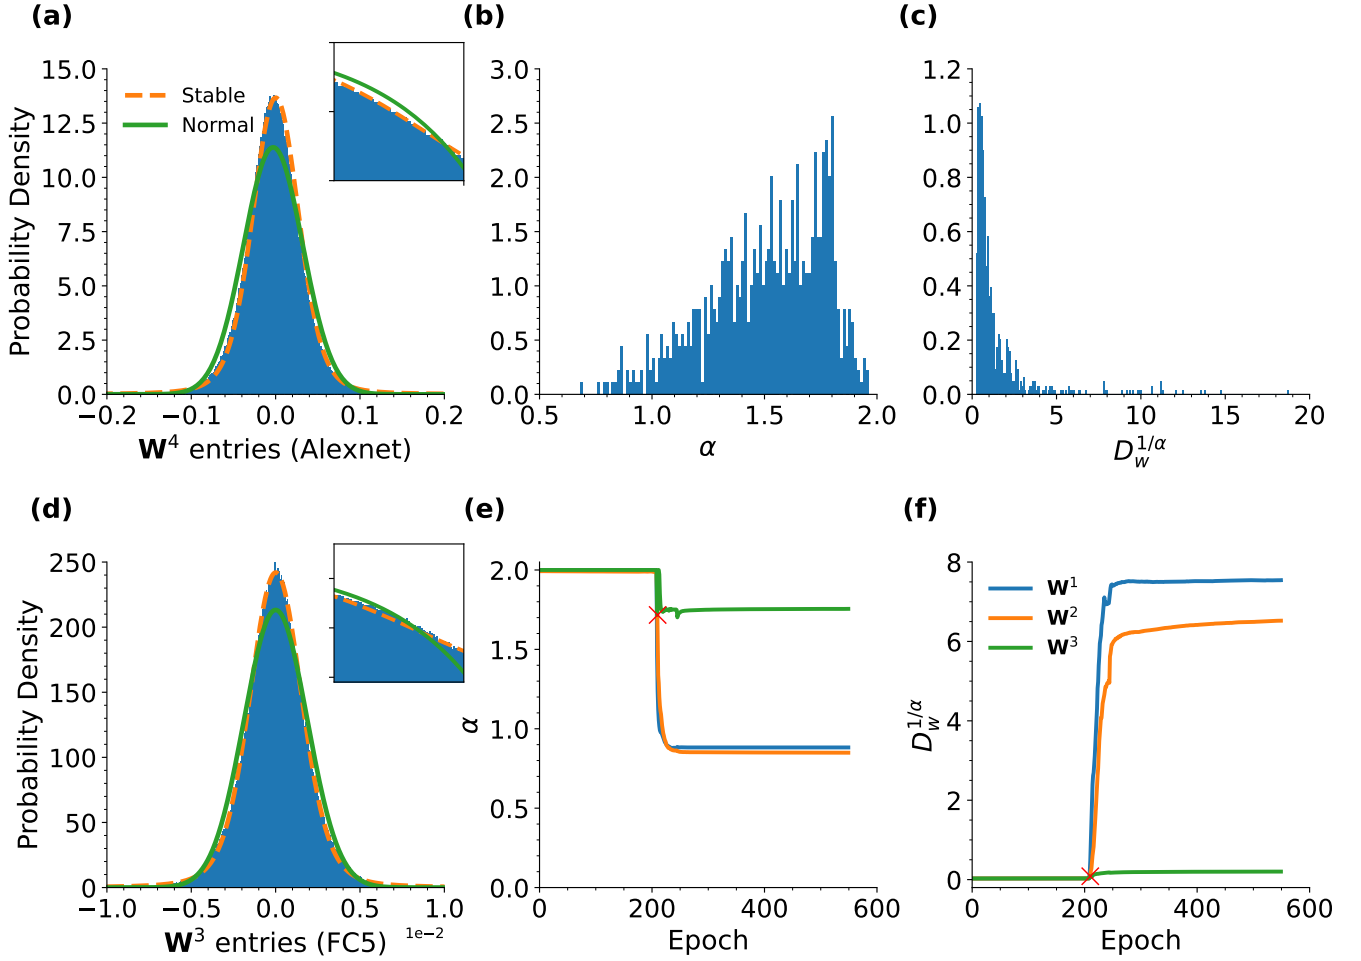 (a)
15.0
12.5
10.0
7.5
5.0
2.5
0.0
Probability Density
Stable
Normal
−0.2
−0.1
0.0
0.1
0.2
W⁴ entries (Alexnet)
(b)
3.0
2.5
2.0
1.5
1.0
0.5
0.0
0.5
1.0
1.5
2.0
α
(c)
1.2
1.0
0.8
0.6
0.4
0.2
0.0
0
5
10
15
20
D_w^{1/α}
(d)
250
200
150
100
50
0
Probability Density
−1.0
−0.5
0.0
0.5
1.0
1e−2
W³ entries (FC5)
(e)
2.0
1.5
1.0
0.5
0.0
α
0
200
400
600
Epoch
(f)
8
6
4
2
0
D_w^{1/α}
W¹
W²
W³
0
200
400
600
Epoch